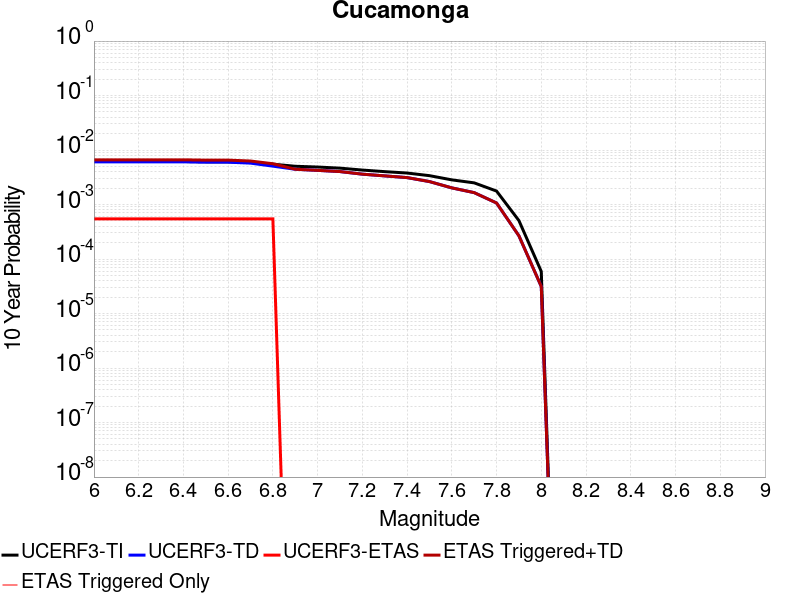 Cucamonga
10 0
10 -1
10 -2
10 -3
10 -4
10 -5
10 -6
10 -7
10 -8
10 Year Probability
6 6.2 6.4 6.6 6.8 7 7.2 7.4 7.6 7.8 8 8.2 8.4 8.6 8.8 9
Magnitude
UCERF3-TI UCERF3-TD UCERF3-ETAS ETAS Triggered+TD
ETAS Triggered Only